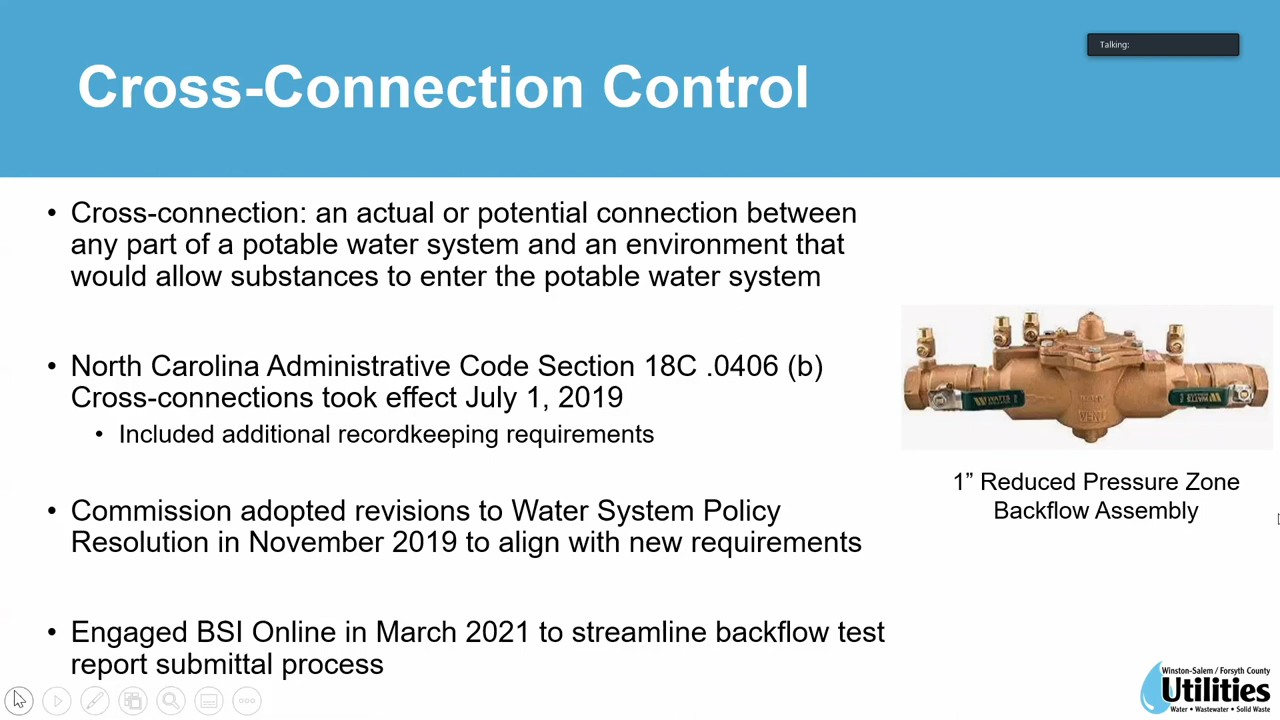 Talking:
Cross-Connection Control
• Cross-connection: an actual or potential connection between
any part of a potable water system and an environment that
would allow substances to enter the potable water system
• North Carolina Administrative Code Section 18C .0406 (b)
Cross-connections took effect July 1, 2019
• Included additional recordkeeping requirements
• Commission adopted revisions to Water System Policy
Resolution in November 2019 to align with new requirements
• Engaged BSI Online in March 2021 to streamline backflow test
report submittal process
WATTS
1” Reduced Pressure Zone
Backflow Assembly
Winston-Salem / Forsyth County
Utilities
Water • Wastewater • Solid Waste